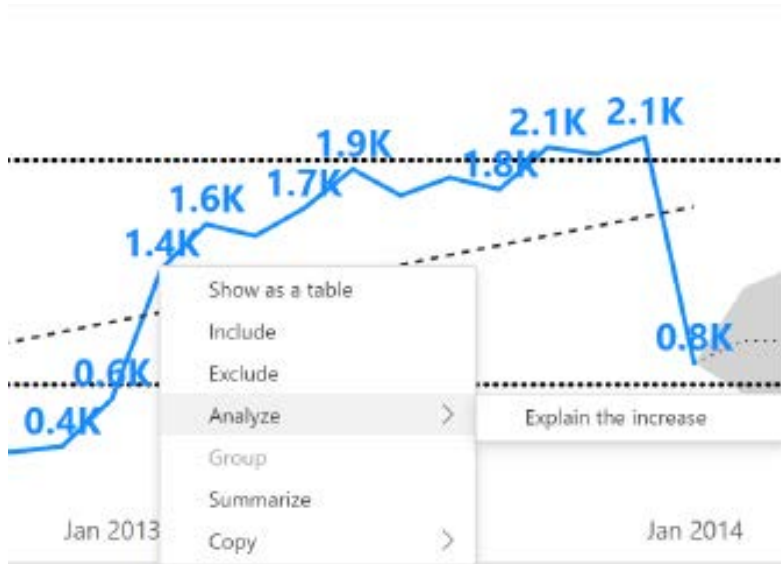 2.1K
2.1K
1.9K
1.8K
1.7K
1.6K
1.4K
Show as a table
Include
0.8K
Exclude
0.6K
Analyze
Explain the increase
0.4K
Group
Summarize
Jan 2013
Jan 2014
Copy